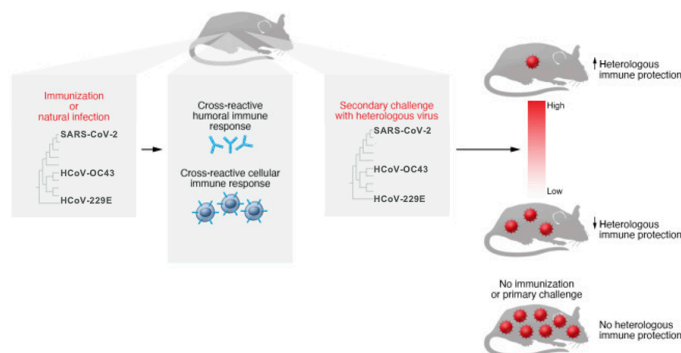 Immunization
or
natural infection
SARS-CoV-2
HCoV-OC43
HCoV-229E
Cross-reactive
humoral immune
response
Cross-reactive cellular
immune response
Secondary challenge
with heterologous virus
SARS-CoV-2
HCoV-OC43
HCoV-229E
Heterologous
immune protection
High
Low
Heterologous
immune protection
No immunization
or primary challenge
No heterologous
immune protection